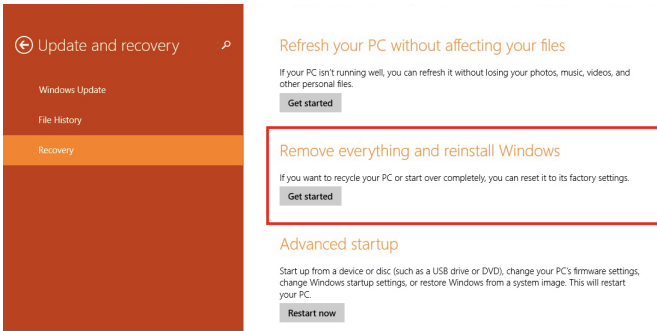 Update and recovery
Windows Update
File History
Recovery
Refresh your PC without affecting your files
If your PC isn't running well, you can refresh it without losing your photos, music, videos, and
other personal files.
Get started
Remove everything and reinstall Windows
If you want to recycle your PC or start over completely, you can reset it to its factory settings.
Get started
Advanced startup
Start up from a device or disc (such as a USB drive or DVD), change your PC's firmware settings,
change Windows startup settings, or restore Windows from a system image. This will restart
your PC.
Restart now